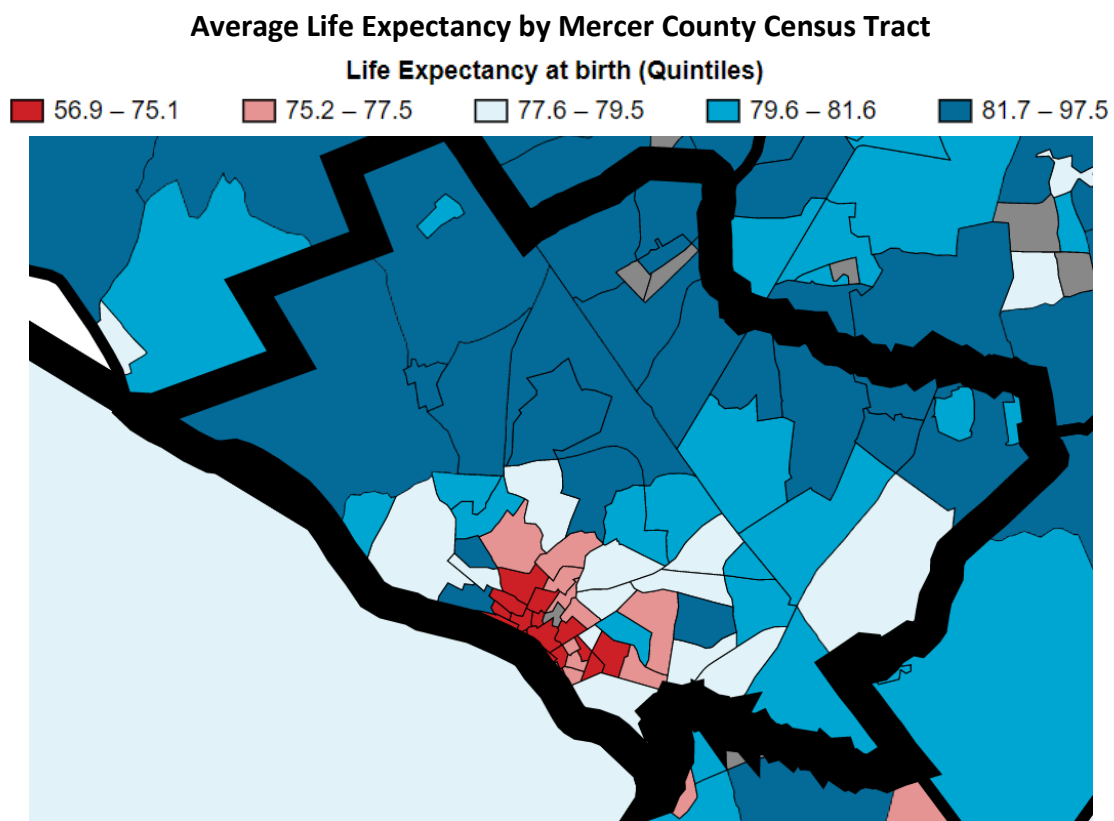 Average Life Expectancy by Mercer County Census Tract
Life Expectancy at birth (Quintiles)
56.9 – 75.1 75.2 – 77.5 77.6 – 79.5 79.6 – 81.6 81.7 – 97.5